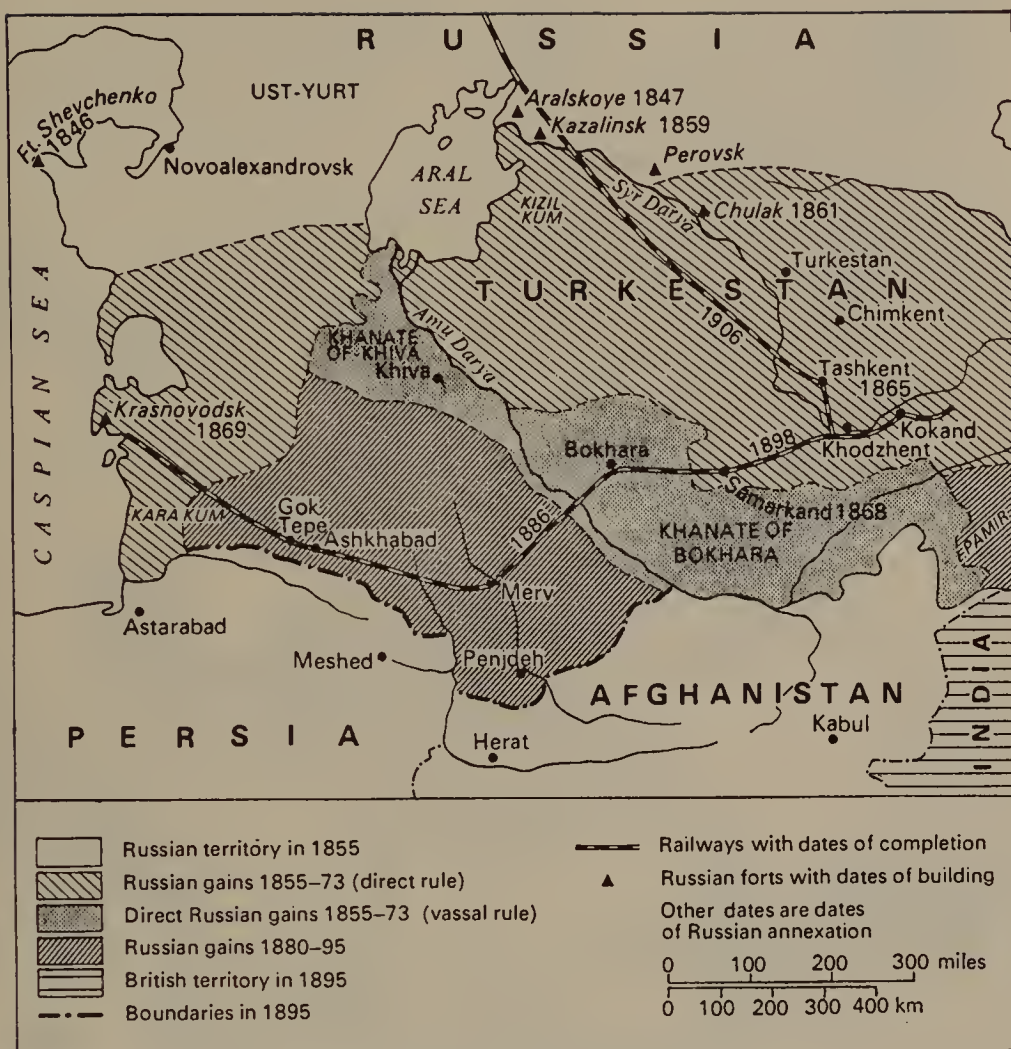 RUSSIA
UST-YURT
Ft. Shevchenko
1846
Novoalexandrovsk
Aralskoye 1847
Kazalinsk 1859
Perovsk
ARAL
SEA
KIZIL
KUM
Syr Darya
Chulak 1861
Turkestan
TURKESTAN
Chimkent
CASPIAN SEA
KHANATE
OF KHIVA
Khiva
Amu Darya
1906
Tashkent
1865
Krasnovodsk
1869
Bokhara
1898
Kokand
Khodzhent
Samarkand 1868
KARA KUM
Gok
Tepe
Ashkhabad
1886
KHANATE OF
BOKHARA
Merv
Astarabad
Meshed
Penjdeh
AFGHANISTAN
INDIA
PERSIA
Herat
Kabul
Russian territory in 1855
Russian gains 1855–73 (direct rule)
Direct Russian gains 1855–73 (vassal rule)
Russian gains 1880–95
British territory in 1895
Boundaries in 1895
Railways with dates of completion
Russian forts with dates of building
Other dates are dates
of Russian annexation
0 100 200 300 miles
0 100 200 300 400 km